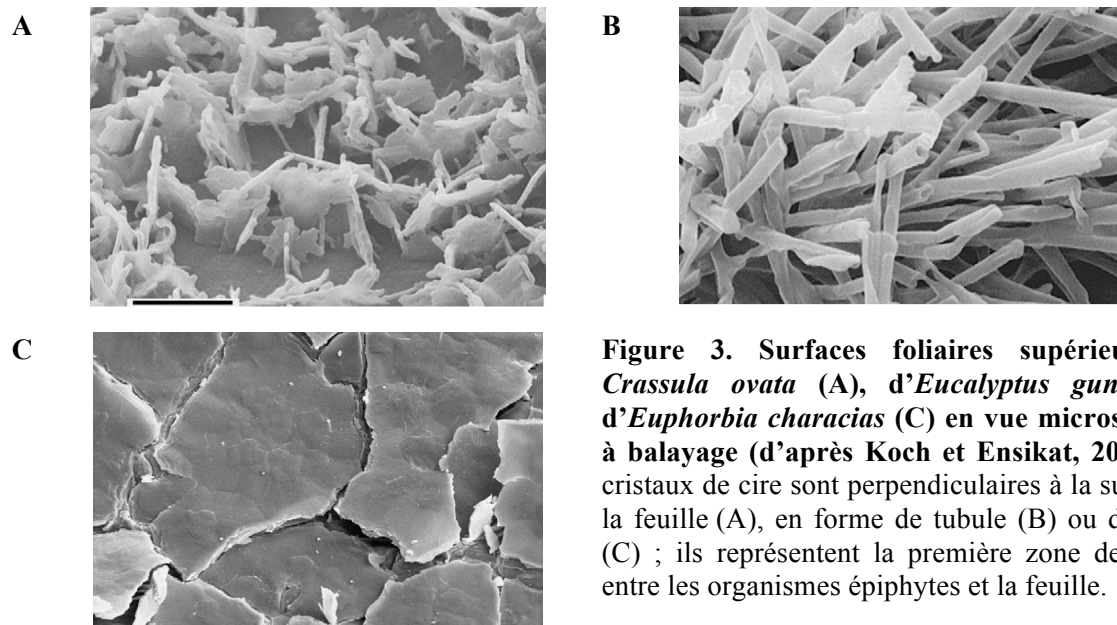 A
B
C
Figure 3. Surfaces foliaires
Crassula ovata (A), d'Eucalyptus
d'Euphorbia characias (C) en vue
à balayage (d'après Koch et Ensikat,
cristaux de cire sont perpendiculaires à la
la feuille (A), en forme de tubule (B) ou
(C) ; ils représentent la première zone
entre les organismes épiphytes et la feuille.